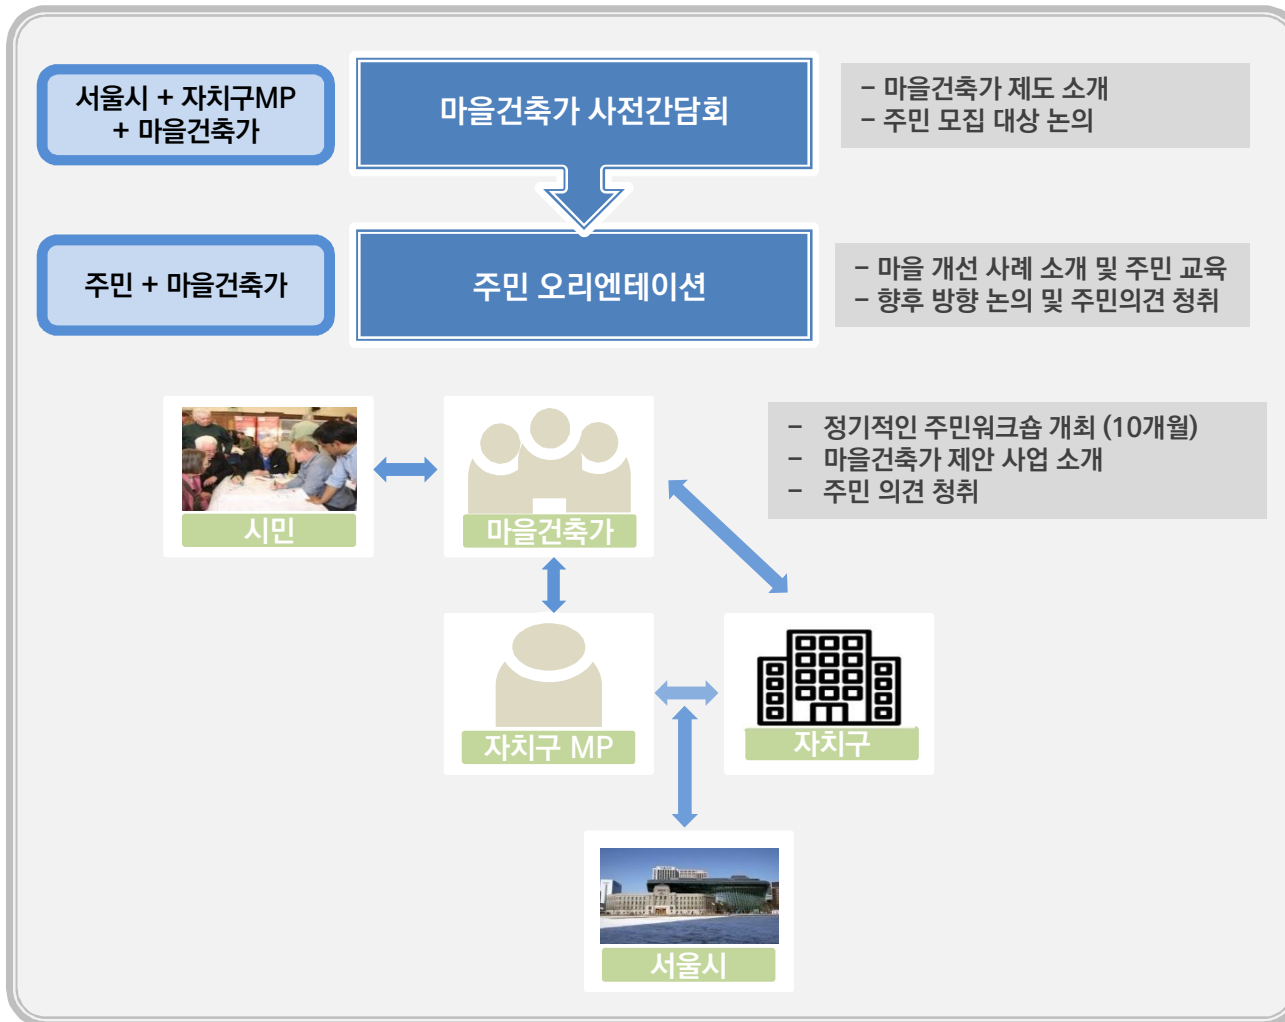 서울시 + 자치구MP
+ 마을건축가
마을건축가 사전간담회
– 마을건축가 제도 소개
– 주민 모집 대상 논의
주민 + 마을건축가
주민 오리엔테이션
– 마을 개선 사례 소개 및 주민 교육
– 향후 방향 논의 및 주민의견 청취
시민
마을건축가
– 정기적인 주민워크숍 개최 (10개월)
– 마을건축가 제안 사업 소개
– 주민 의견 청취
자치구 MP
자치구
서울시